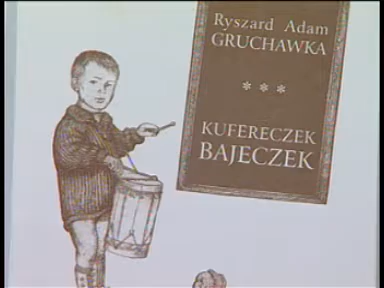 Ryszard Adam
GRUCHAWKA
* * *
KUFERECZEK
BAJECZEK